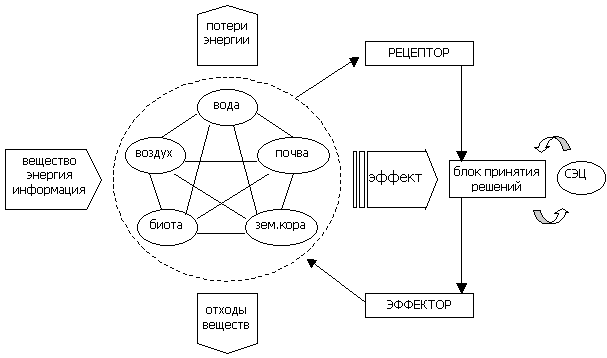 потери
энергии
РЕЦЕПТОР
вода
воздух
почва
вещество
энергия
информация
эффект
блок принятия
решений
СЭЦ
биота
зем.кора
отходы
веществ
ЭФФЕКТОР